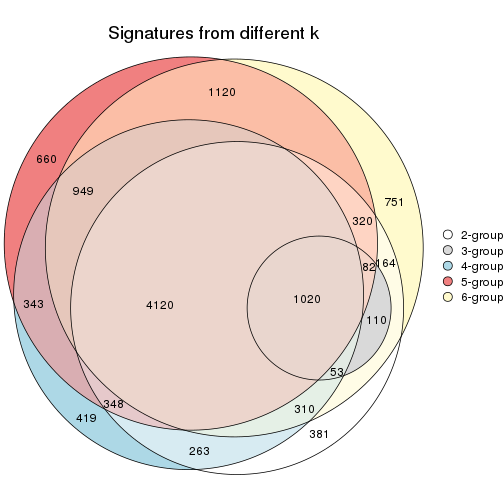 Signatures from different k
1120
660
949
751
320
82
164
2-group
3-group
4-group
5-group
6-group
343
4120
1020
110
53
348
310
419
381
263